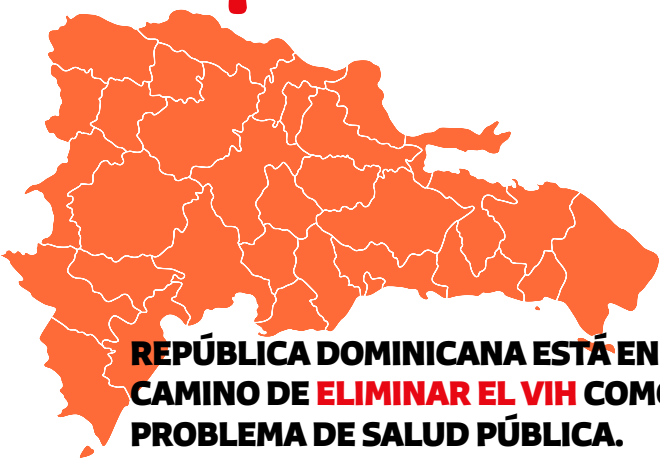 REPÚBLICA DOMINICANA ESTÁ EN
CAMINO DE ELIMINAR EL VIH COMO
PROBLEMA DE SALUD PÚBLICA.